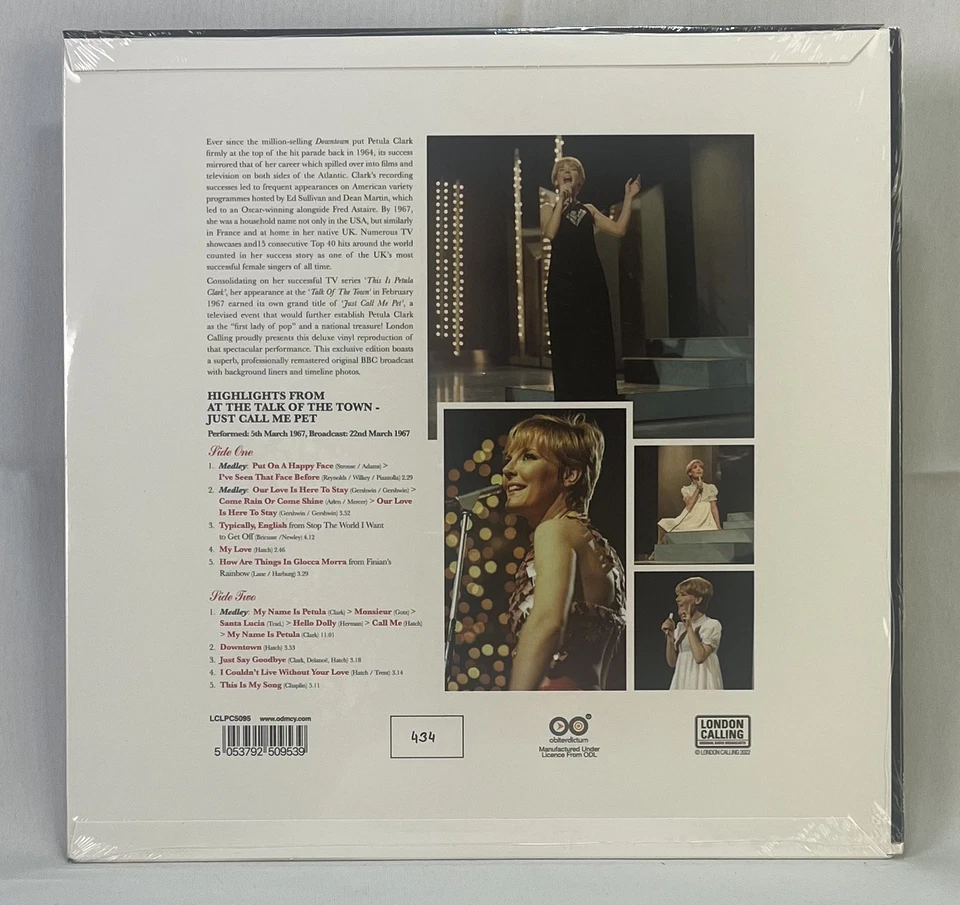 Ever since the million-selling Downtown put Petula Clark
firmly at the top of the hit parade back in 1964, its success
mirrored that of her career which spilled over into films and
television on both sides of the Atlantic. Clark's recording
successes led to frequent appearances on American variety
programmes hosted by Ed Sullivan and Dean Martin, which
led to an Oscar-winning alongside Fred Astaire. By 1967,
she was a household name not only in the USA, but similarly
in France and at home in her native UK. Numerous TV
showcases and15 consecutive Top 40 hits around the world
counted in her success story as one of the UK's most
successful female singers of all time.
Consolidating on her successful TV series 'This Is Petula
Clark', her appearance at the 'Talk Of The Town' in February
1967 earned its own grand title of 'Just Call Me Pet', a
televised event that would further establish Petula Clark
as the "first lady of pop" and a national treasure! London
Calling proudly presents this deluxe vinyl reproduction of
that spectacular performance. This exclusive edition boasts
a superb, professionally remastered original BBC broadcast
with background liners and timeline photos.
HIGHLIGHTS FROM
AT THE TALK OF THE TOWN -
JUST CALL ME PET
Performed: 5th March 1967, Broadcast: 22nd March 1967
Side One
1. Medley: Put On A Happy Face (Strouse / Adams) >
I've Seen That Face Before (Reynolds / Wilkey / Piazzolla) 2.29
2. Medley: Our Love Is Here To Stay (Gershwin / Gershwin) >
Come Rain Or Come Shine (Arlen / Mercer) > Our Love
Is Here To Stay (Gershwin / Gershwin) 3.52
3. Typically, English from Stop The World I Want
to Get Off (Bricusse / Newley) 4.12
4. My Love (Hatch) 2.46
5. How Are Things In Glocca Morra from Finian's
Rainbow (Lane / Harburg) 3.29
Side Two
1. Medley: My Name Is Petula (Clark) > Monsieur (Gotz) >
Santa Lucia (Trad.) > Hello Dolly (Herman) > Call Me (Hatch)
> My Name Is Petula (Clark) 11.01
2. Downtown (Hatch) 3.53
3. Just Say Goodbye (Clark, Delanoë, Hatch) 3.18
4. I Couldn't Live Without Your Love (Hatch / Trent) 3.14
5. This Is My Song (Chaplin) 5.11
LCLPC5095 www.odmcy.com
5 053792 509539
434
obiterdictum
Manufactured Under
Licence From ODL
LONDON
CALLING
© LONDON CALLING 2022